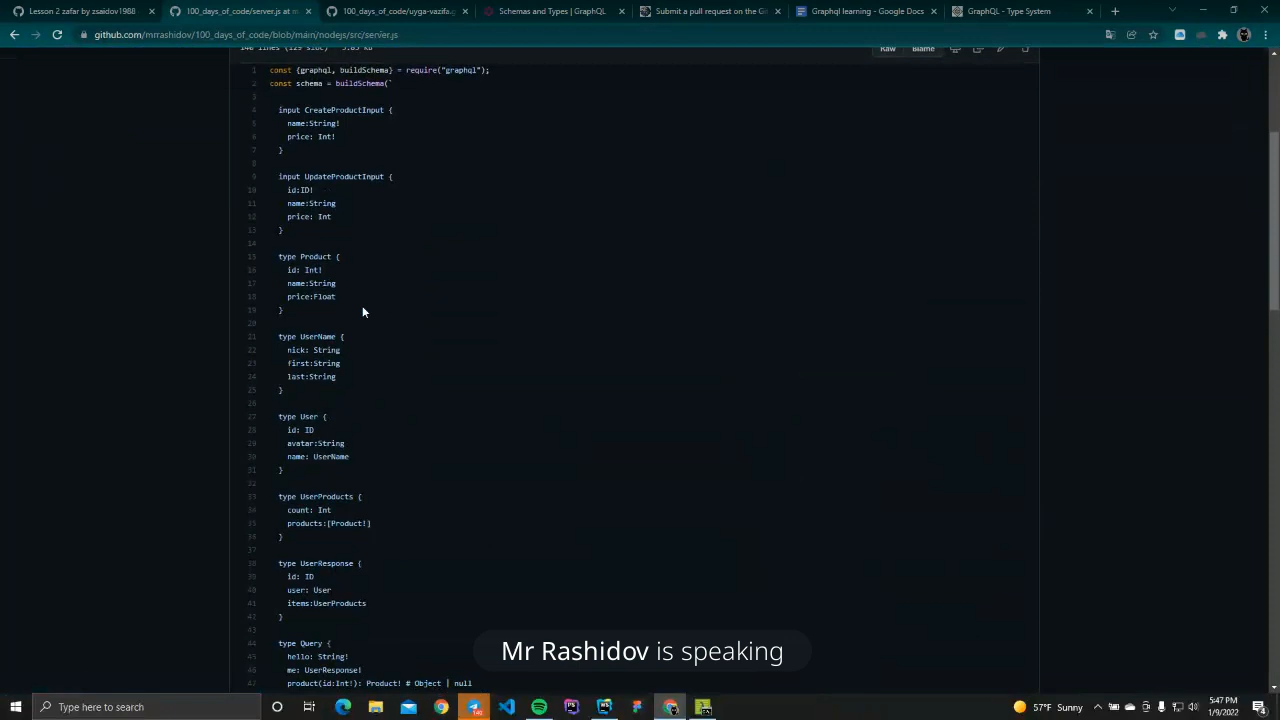 Lesson 2 zafar by saidov1988
100_days_of_code/server.js at m
100_days_of_code/uyga-vazifa.g
Schemas and Types | GraphQL
Submit a pull request on the Gi
Graphql learning - Google Docs
GraphQL - Type System
github.com/mrrashidov/100_days_of_code/blob/main/nodejs/src/server.js
Raw Blame
1 const {graphql, buildSchema} = require("graphql");
2 const schema = buildSchema(`
3
4 input CreateProductInput {
5 name:String!
6 price: Int!
7 }
8
9 input UpdateProductInput {
10 id:ID!
11 name:String
12 price: Int
13 }
14
15 type Product {
16 id: Int!
17 name:String
18 price:Float
19 }
20
21 type UserName {
22 nick: String
23 first:String
24 last:String
25 }
26
27 type User {
28 id: ID
29 avatar:String
30 name: UserName
31 }
32
33 type UserProducts {
34 count: Int
35 products:[Product!]
36 }
37
38 type UserResponse {
39 id: ID
40 user: User
41 items:UserProducts
42 }
43
44 type Query {
45 hello: String!
46 me: UserResponse!
47 product(id:Int!): Product! # Object | null
Mr Rashidov is speaking
Type here to search
57°F Sunny
5:47 PM
1/9/2022